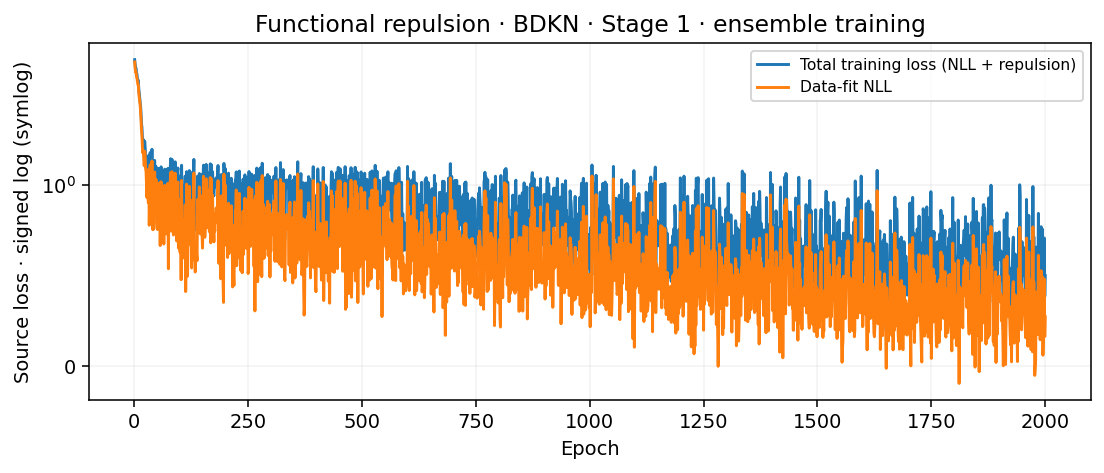 Functional repulsion · BDKN · Stage 1 · ensemble training
Source loss · signed log (symlog)
10⁰
0
Total training loss (NLL + repulsion)
Data-fit NLL
0 250 500 750 1000 1250 1500 1750 2000
Epoch